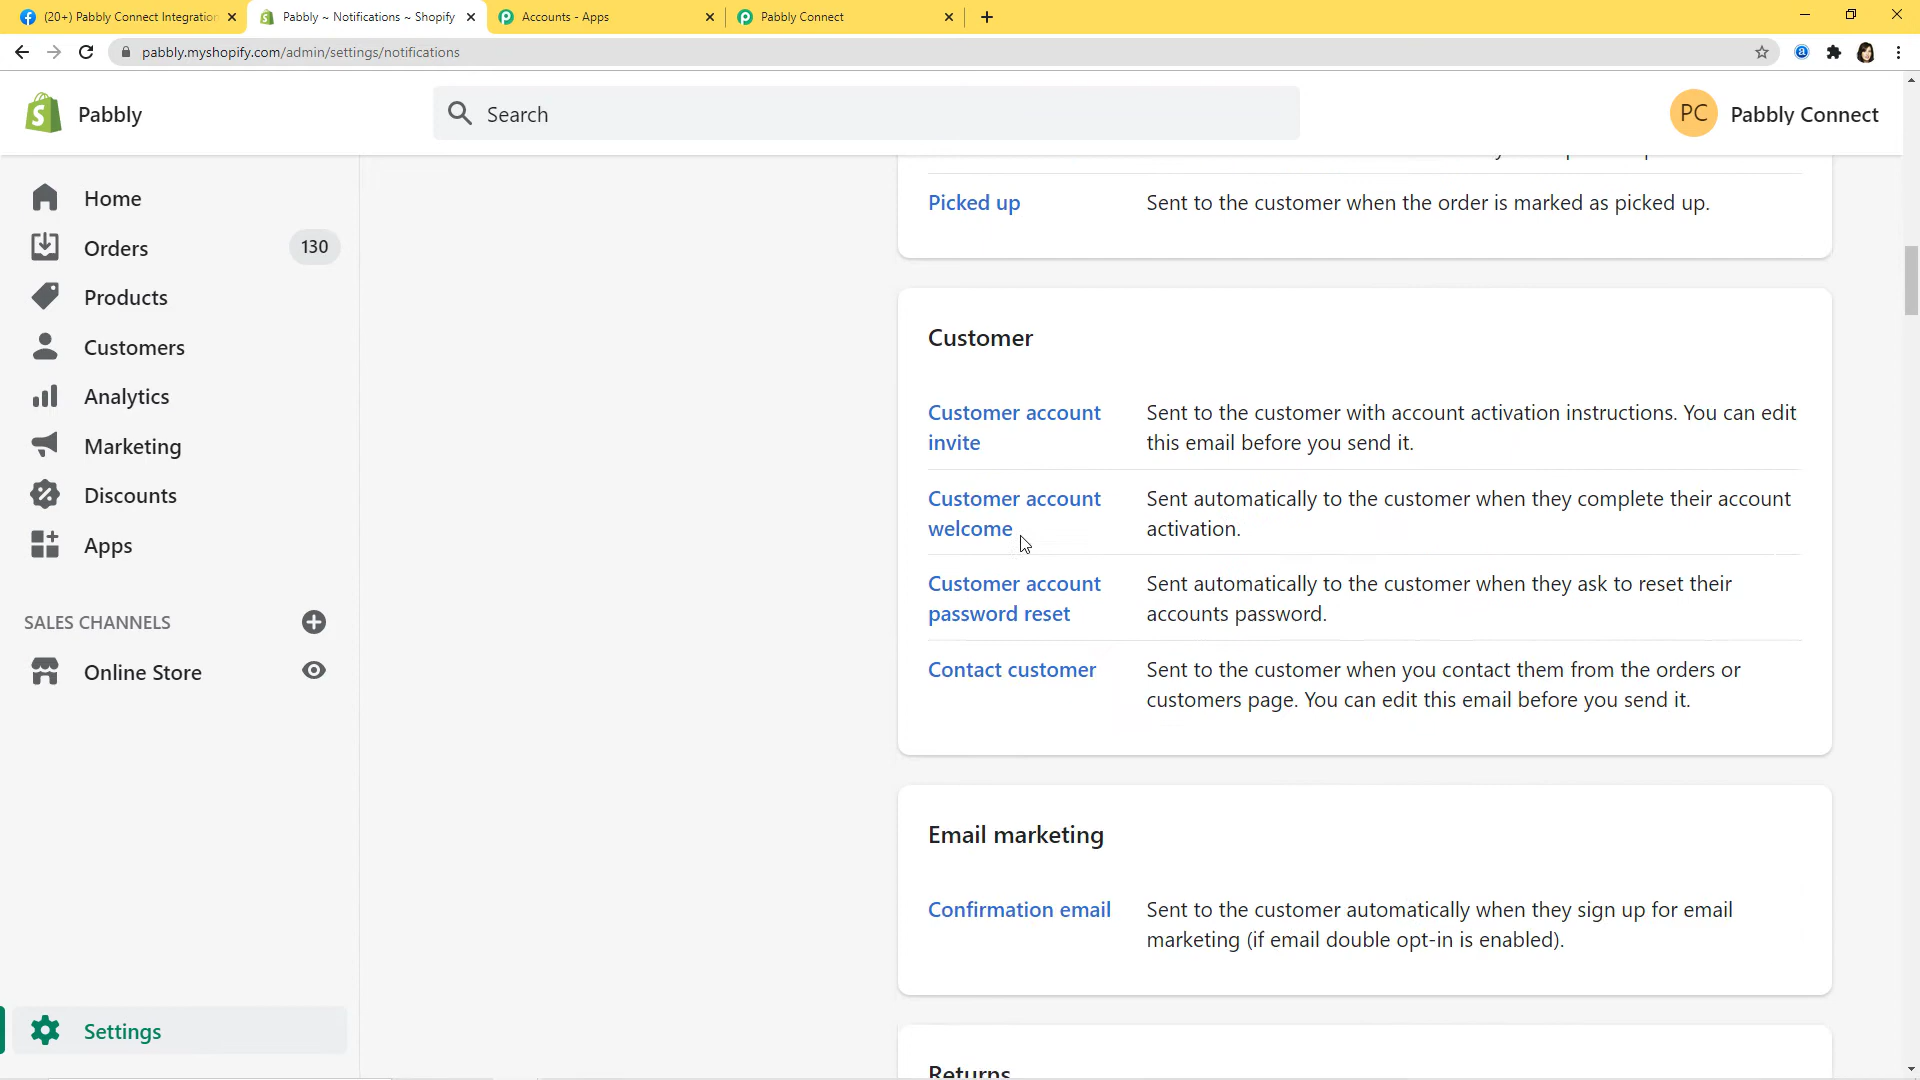 (20+) Pabbly Connect Integration
Pabbly ~ Notifications ~ Shopify
Accounts - Apps
Pabbly Connect
pabbly.myshopify.com/admin/settings/notifications
Pabbly
Search
PC
Pabbly Connect
Home
Orders
130
Products
Customers
Analytics
Marketing
Discounts
Apps
SALES CHANNELS
Online Store
Settings
Picked up
Sent to the customer when the order is marked as picked up.
Customer
Customer account
invite
Sent to the customer with account activation instructions. You can edit
this email before you send it.
Customer account
welcome
Sent automatically to the customer when they complete their account
activation.
Customer account
password reset
Sent automatically to the customer when they ask to reset their
accounts password.
Contact customer
Sent to the customer when you contact them from the orders or
customers page. You can edit this email before you send it.
Email marketing
Confirmation email
Sent to the customer automatically when they sign up for email
marketing (if email double opt-in is enabled).
Returns